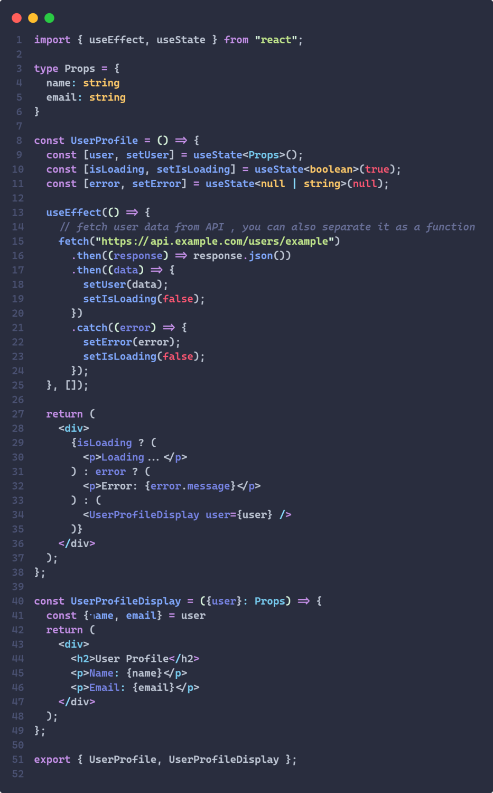 1 import { useEffect, useState } from "react";
2
3 type Props = {
4 name: string
5 email: string
6 }
7
8 const UserProfile = () => {
9 const [user, setUser] = useState<Props>();
10 const [isLoading, setIsLoading] = useState<boolean>(true);
11 const [error, setError] = useState<null | string>(null);
12
13 useEffect(() => {
14 // fetch user data from API , you can also separate it as a function
15 fetch("https://api.example.com/users/example")
16 .then((response) => response.json())
17 .then((data) => {
18 setUser(data);
19 setIsLoading(false);
20 })
21 .catch((error) => {
22 setError(error);
23 setIsLoading(false);
24 });
25 }, []);
26
27 return (
28 <div>
29 {isLoading ? (
30 <p>Loading...</p>
31 ) : error ? (
32 <p>Error: {error.message}</p>
33 ) : (
34 <UserProfileDisplay user={user} />
35 )}
36 </div>
37 );
38 };
39
40 const UserProfileDisplay = ({user}: Props) => {
41 const {name, email} = user
42 return (
43 <div>
44 <h2>User Profile</h2>
45 <p>Name: {name}</p>
46 <p>Email: {email}</p>
47 </div>
48 );
49 };
50
51 export { UserProfile, UserProfileDisplay };
52